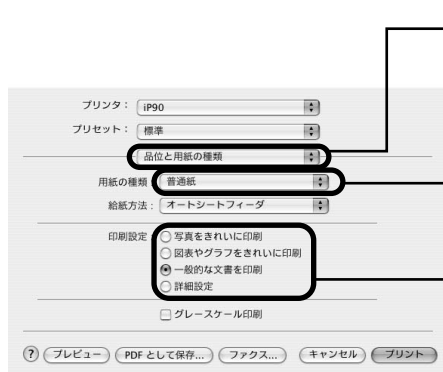 プリンタ： iP90
プリセット： 標準
品位と用紙の種類
用紙の種類： 普通紙
給紙方法： オートシートフィーダ
印刷設定： 写真をきれいに印刷
図表やグラフをきれいに印刷
一般的な文書を印刷
詳細設定
グレースケール印刷
? プレビュー PDF として保存... ファクス... キャンセル プリント